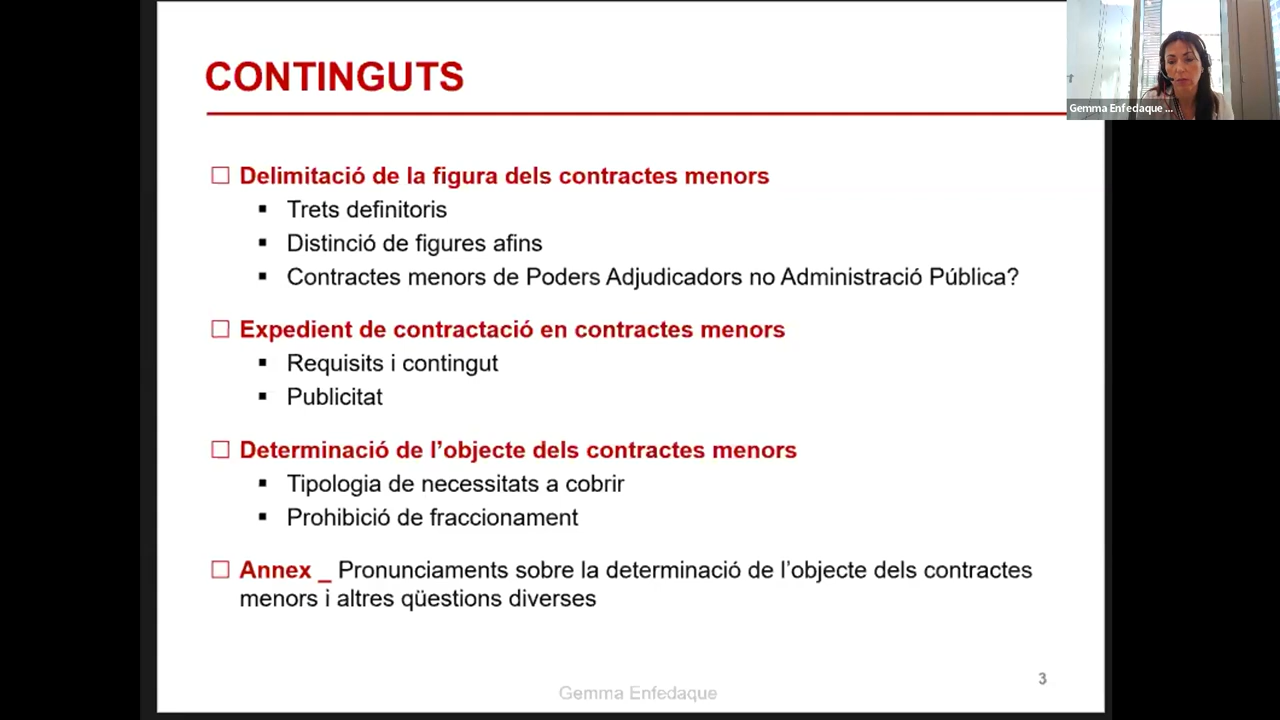 CONTINGUTS
Gemma Enfedaque ...
☐ Delimitació de la figura dels contractes menors
▪ Trets definitoris
▪ Distinció de figures afins
▪ Contractes menors de Poders Adjudicadors no Administració Pública?
☐ Expedient de contractació en contractes menors
▪ Requisits i contingut
▪ Publicitat
☐ Determinació de l’objecte dels contractes menors
▪ Tipologia de necessitats a cobrir
▪ Prohibició de fraccionament
☐ Annex _ Pronunciaments sobre la determinació de l’objecte dels contractes
menors i altres qüestions diverses
3
Gemma Enfedaque